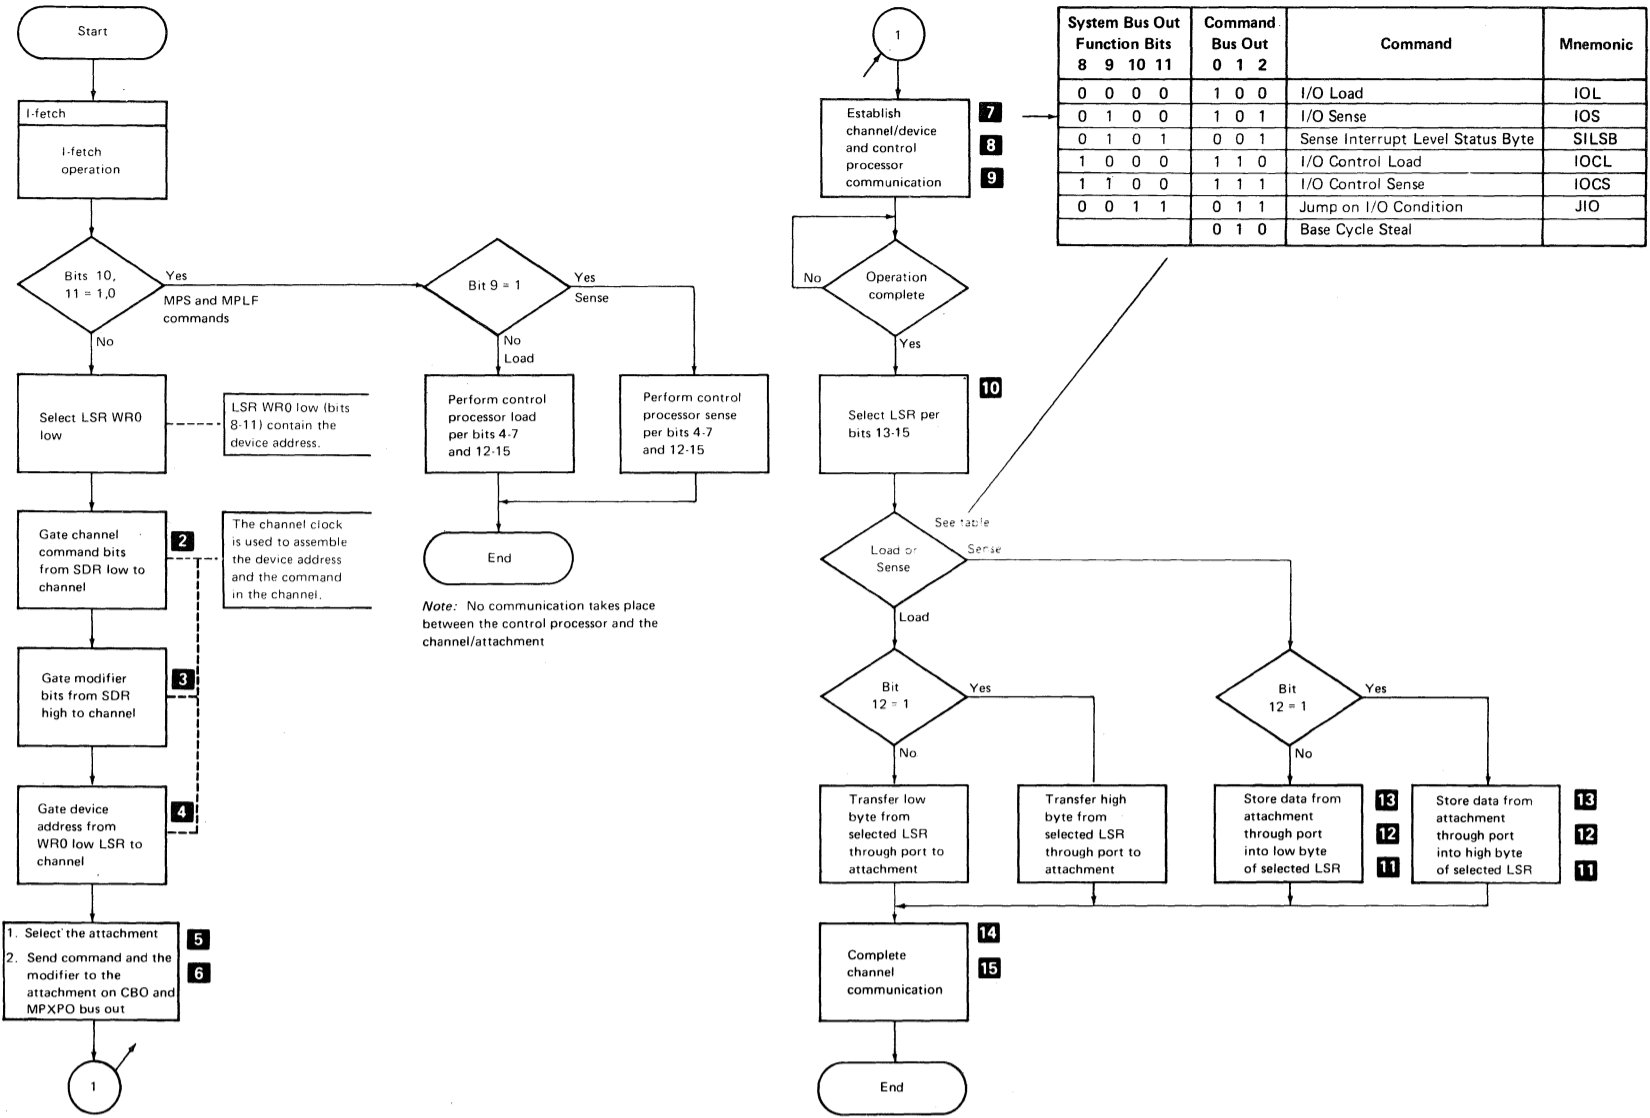 Start
I-fetch
I-fetch
operation
Bits 10,
11 = 1,0
Yes
MPS and MPLF
commands
No
Bit 9 = 1
Yes
Sense
No
Load
Select LSR WR0
low
LSR WR0 low (bits
8-11) contain the
device address.
Perform control
processor load
per bits 4-7
and 12-15
Perform control
processor sense
per bits 4-7
and 12-15
Gate channel
command bits
from SDR low to
channel
2
The channel clock
is used to assemble
the device address
and the command
in the channel.
End
Note: No communication takes place
between the control processor and the
channel/attachment
Gate modifier
bits from SDR
high to channel
3
Gate device
address from
WR0 low LSR to
channel
4
1. Select the attachment
2. Send command and the
modifier to the
attachment on CBO and
MPXPO bus out
5
6
1
1
Establish
channel/device
and control
processor
communication
7
8
9
System Bus Out Command
Function Bits Bus Out Command Mnemonic
8 9 10 11 0 1 2
0 0 0 0 1 0 0 I/O Load IOL
0 1 0 0 1 0 1 I/O Sense IOS
0 1 0 1 0 0 1 Sense Interrupt Level Status Byte SILSB
1 0 0 0 1 1 0 I/O Control Load IOCL
1 1 0 0 1 1 1 I/O Control Sense IOCS
0 0 1 1 0 1 1 Jump on I/O Condition JIO
0 1 0 Base Cycle Steal
Operation
complete
No
Yes
Select LSR per
bits 13-15
10
See table
Load or
Sense
Sense
Load
Bit
12 = 1
Yes
No
Bit
12 = 1
Yes
No
Transfer low
byte from
selected LSR
through port to
attachment
Transfer high
byte from
selected LSR
through port to
attachment
Store data from
attachment
through port
into low byte
of selected LSR
13
12
11
Store data from
attachment
through port
into high byte
of selected LSR
13
12
11
Complete
channel
communication
14
15
End